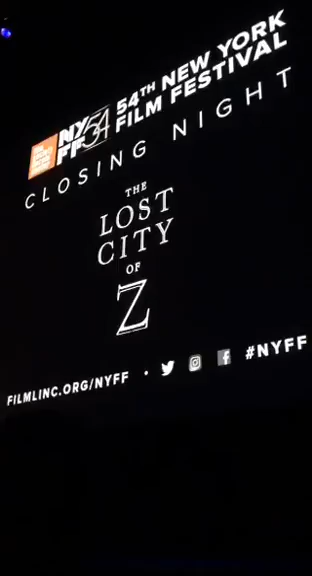 NYFF54
54TH NEW YORK
FILM FESTIVAL
CLOSING NIGHT
THE
LOST
CITY
OF
Z
FILMLINC.ORG/NYFF • #NYFF